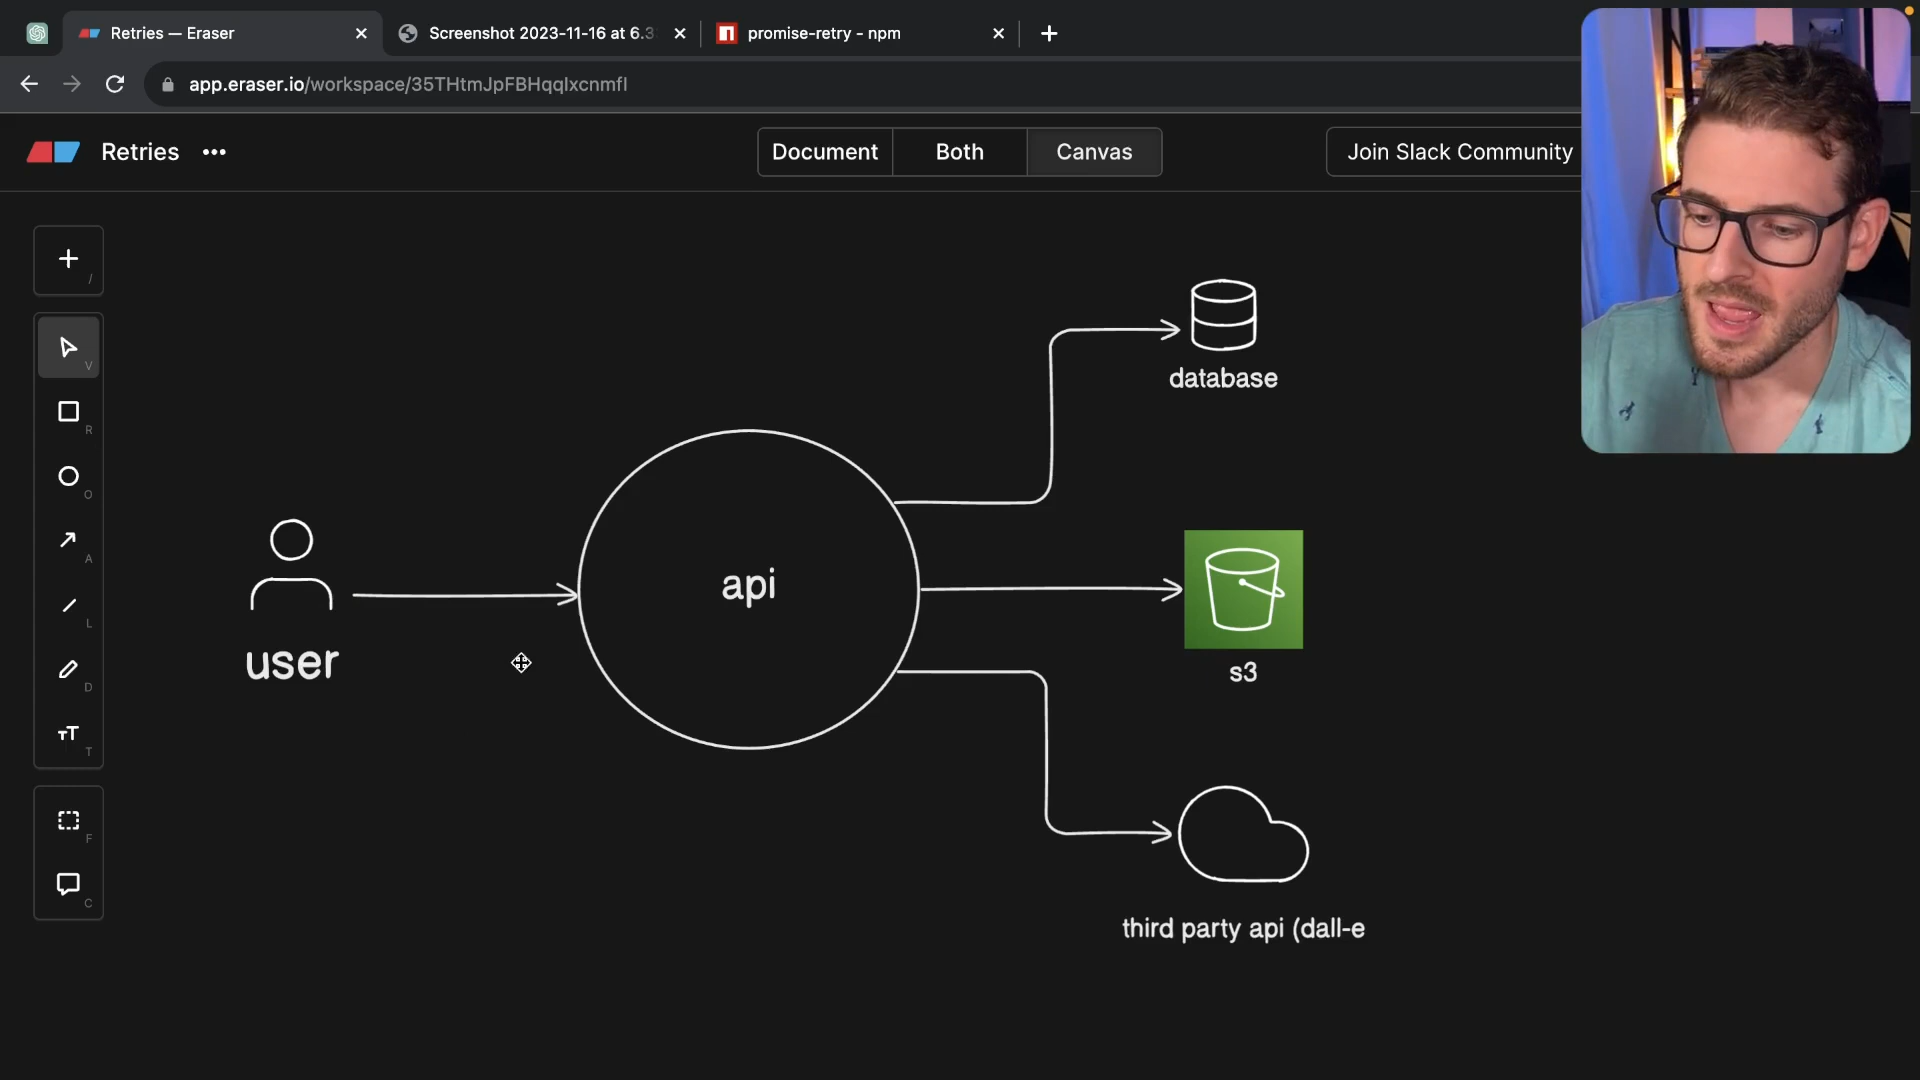 Retries — Eraser
Screenshot 2023-11-16 at 6.3
promise-retry - npm
app.eraser.io/workspace/35THtmJpFBHqqlxcnmfI
Retries
Document
Both
Canvas
Join Slack Community
/
V
R
O
A
L
D
T
F
C
database
user
api
s3
third party api (dall-e